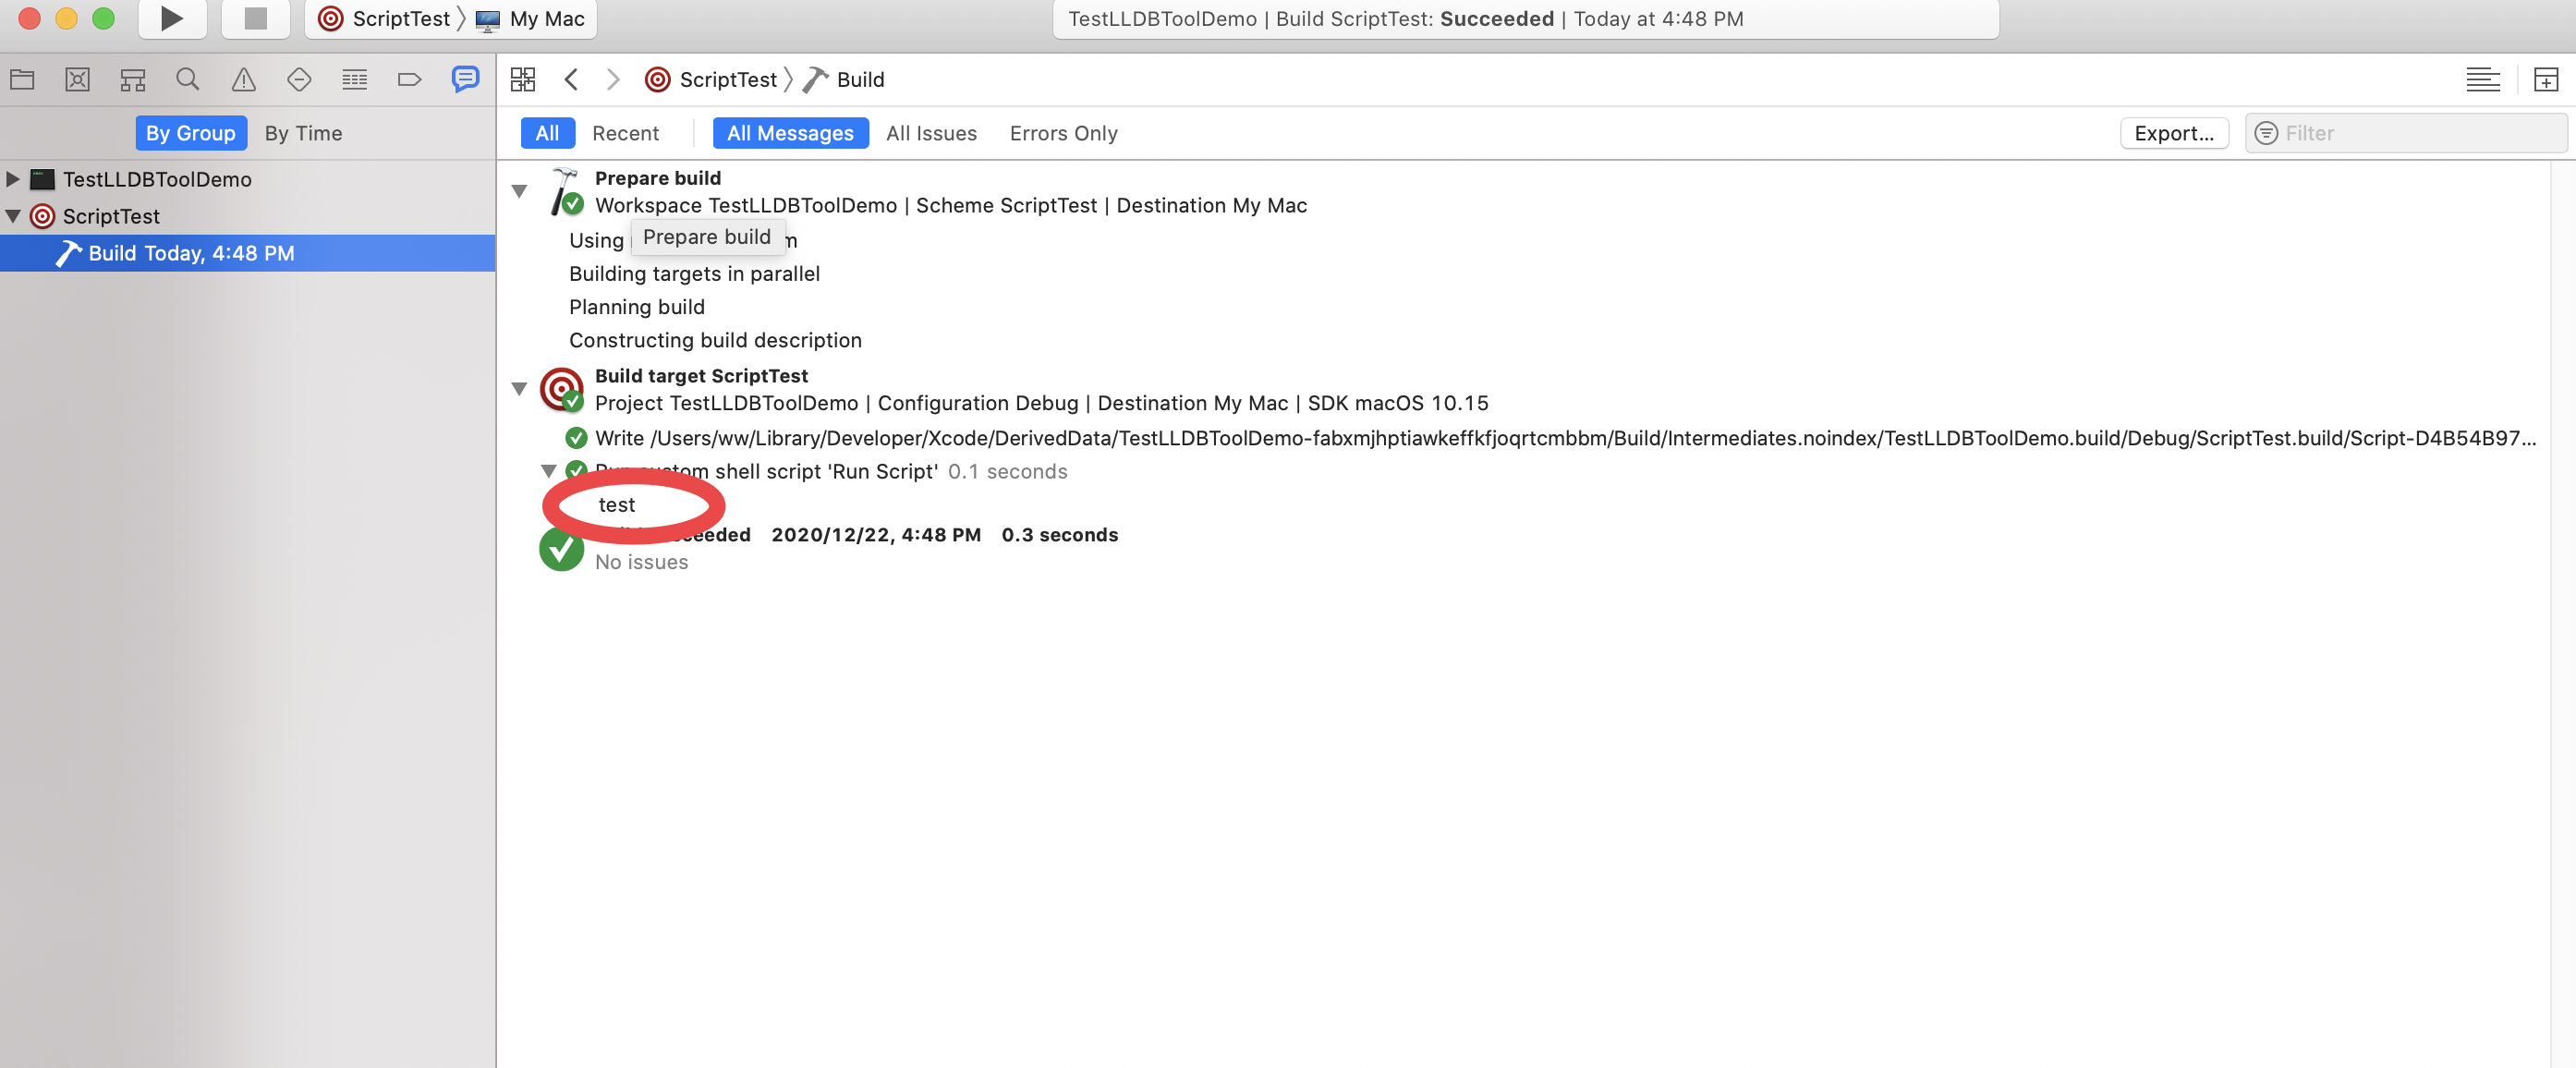 ScriptTest 〉 My Mac
TestLLDBToolDemo | Build ScriptTest: Succeeded | Today at 4:48 PM
ScriptTest 〉 Build
By Group By Time
All Recent All Messages All Issues Errors Only Export... Filter
TestLLDBToolDemo
ScriptTest
Build Today, 4:48 PM
Prepare build
Workspace TestLLDBToolDemo | Scheme ScriptTest | Destination My Mac
Using
Prepare build
Building targets in parallel
Planning build
Constructing build description
Build target ScriptTest
Project TestLLDBToolDemo | Configuration Debug | Destination My Mac | SDK macOS 10.15
Write /Users/ww/Library/Developer/Xcode/DerivedData/TestLLDBToolDemo-fabxmjhptiawkeffkfjoqrtcmbbm/Build/Intermediates.noindex/TestLLDBToolDemo.build/Debug/ScriptTest.build/Script-D4B54B97...
Run custom shell script 'Run Script' 0.1 seconds
test
2020/12/22, 4:48 PM 0.3 seconds
No issues